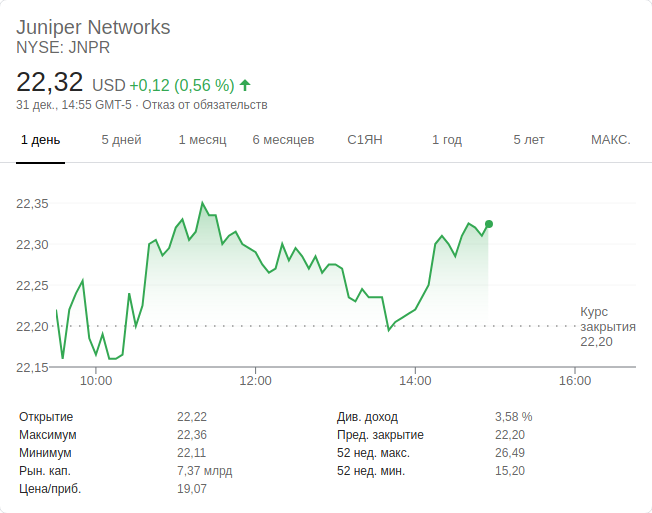 Juniper Networks
NYSE: JNPR
22,32 USD +0,12 (0,56 %)
31 дек., 14:55 GMT-5 · Отказ от обязательств
1 день 5 дней 1 месяц 6 месяцев С1ЯН 1 год 5 лет МАКС.
22,35
22,30
22,25
22,20
22,15
Курс
закрытия
22,20
10:00 12:00 14:00 16:00
Открытие 22,22 Див. доход 3,58 %
Максимум 22,36 Пред. закрытие 22,20
Минимум 22,11 52 нед. макс. 26,49
Рын. кап. 7,37 млрд 52 нед. мин. 15,20
Цена/приб. 19,07